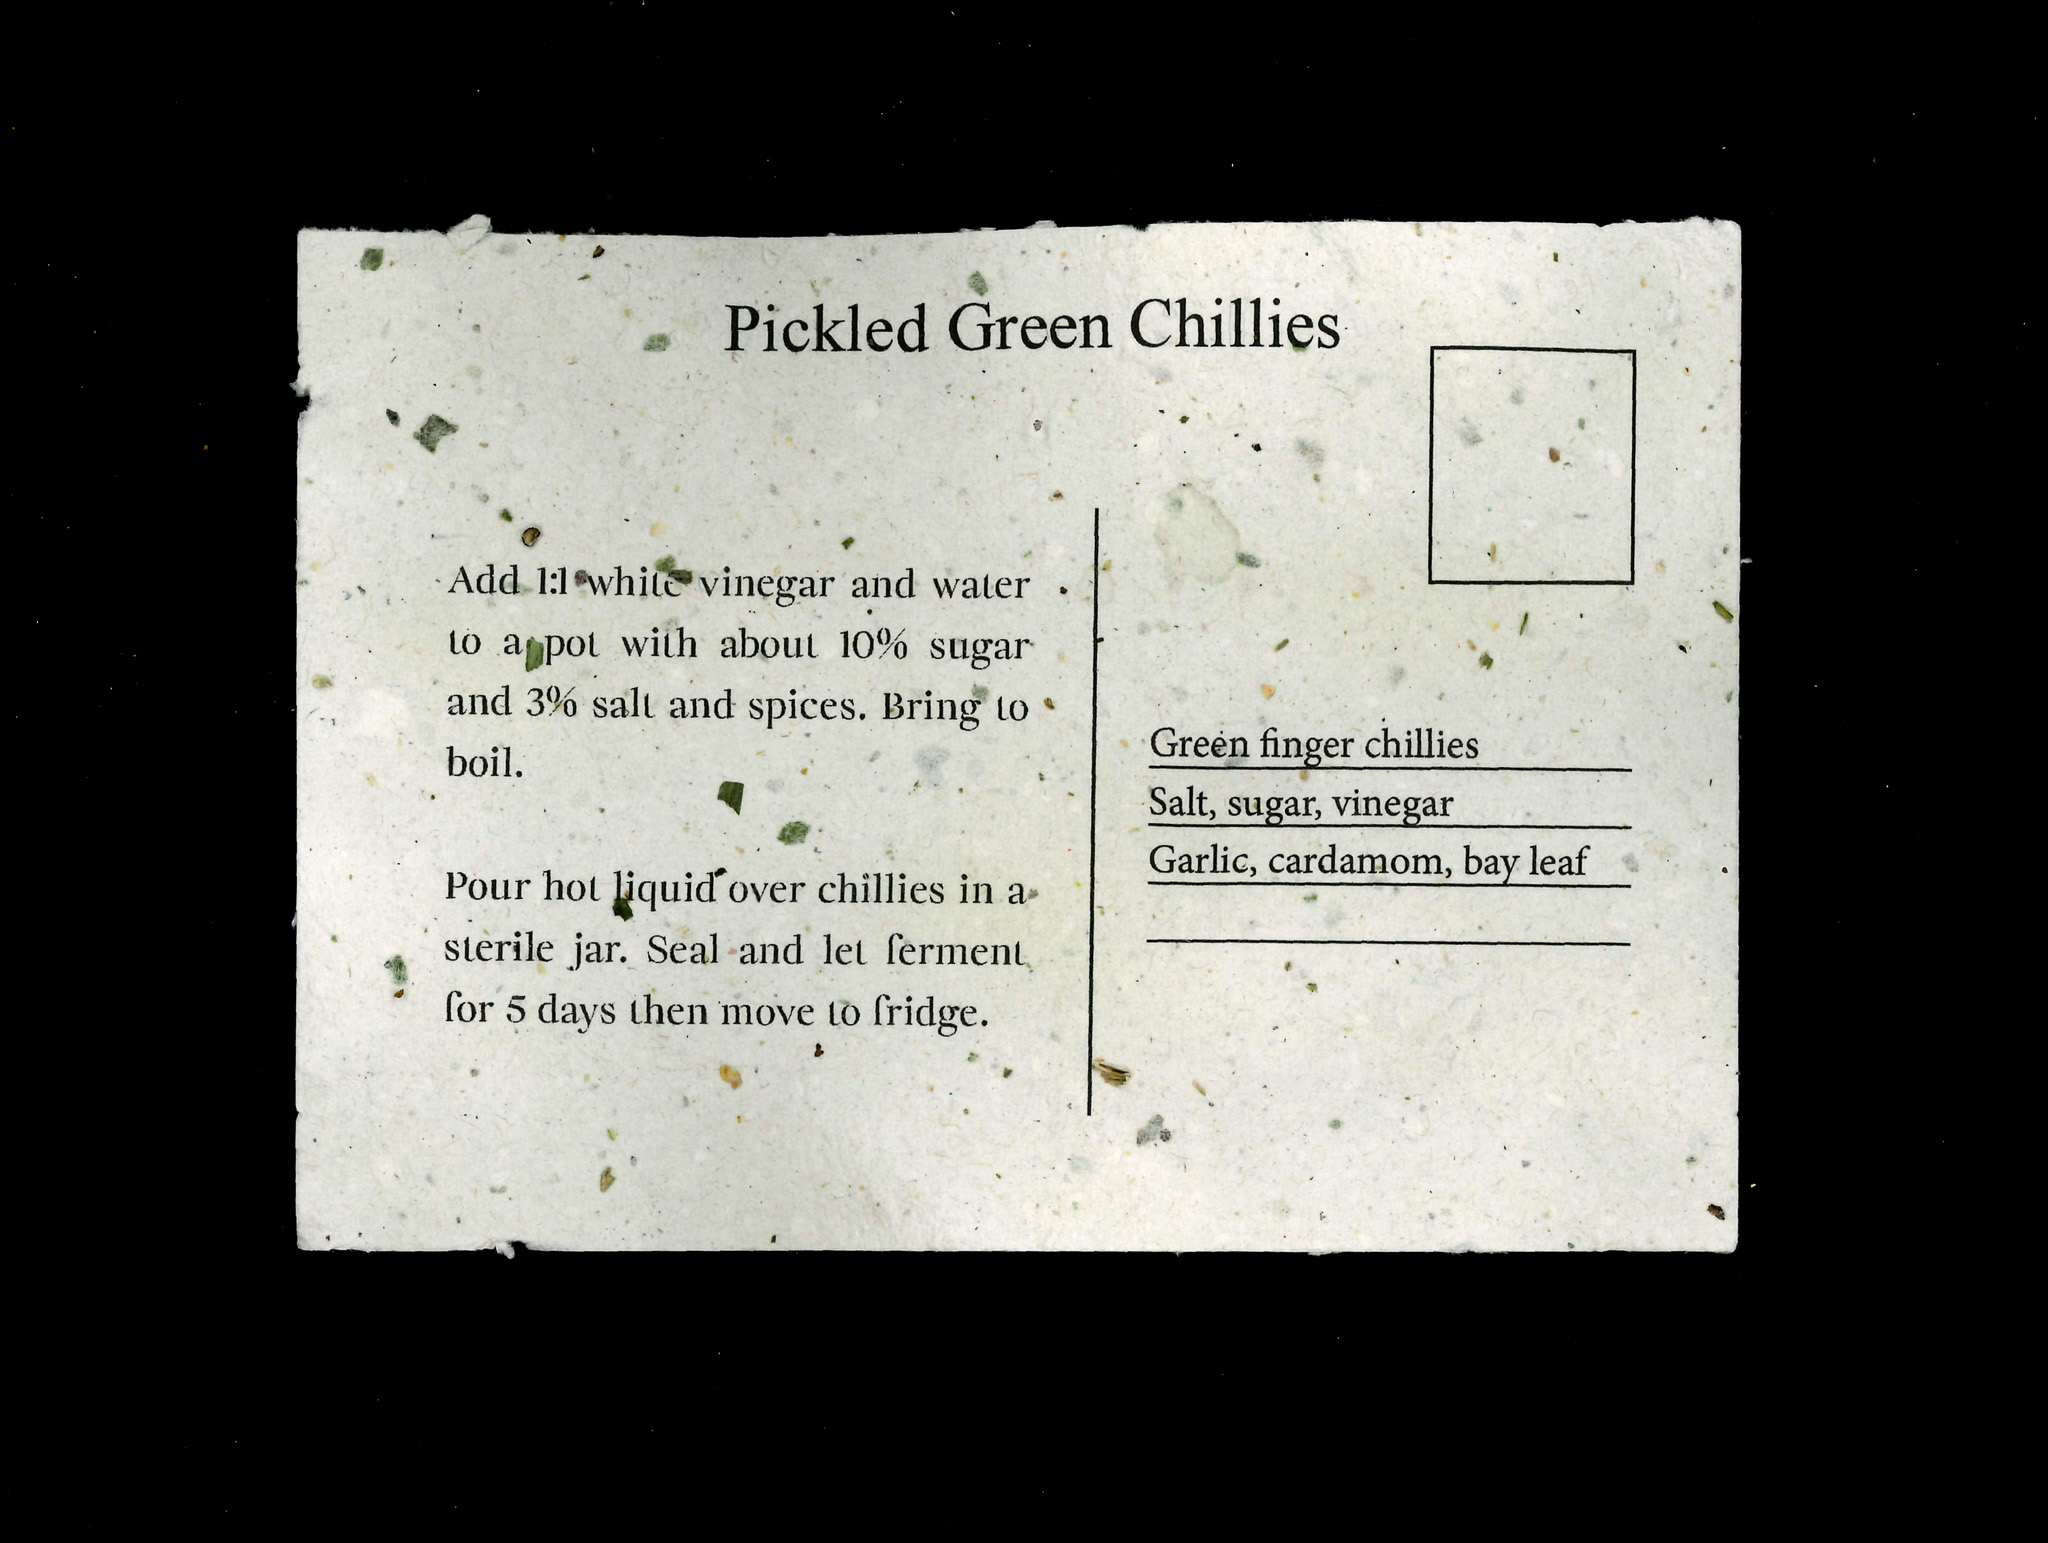 Pickled Green Chillies
Add 1:1 white vinegar and water
to a pot with about 10% sugar
and 3% salt and spices. Bring to
boil.
Pour hot liquid over chillies in a
sterile jar. Seal and let ferment
for 5 days then move to fridge.
Green finger chillies
Salt, sugar, vinegar
Garlic, cardamom, bay leaf